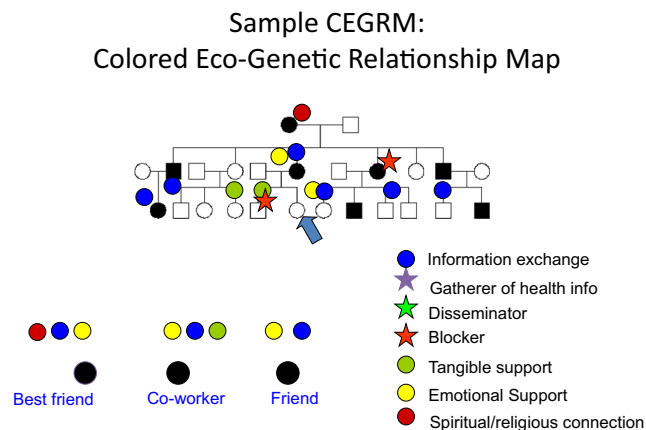 Sample CEGRM:
Colored Eco-Genetic Relationship Map
Information exchange
Gatherer of health info
Disseminator
Blocker
Tangible support
Emotional Support
Spiritual/religious connection
Best friend
Co-worker
Friend